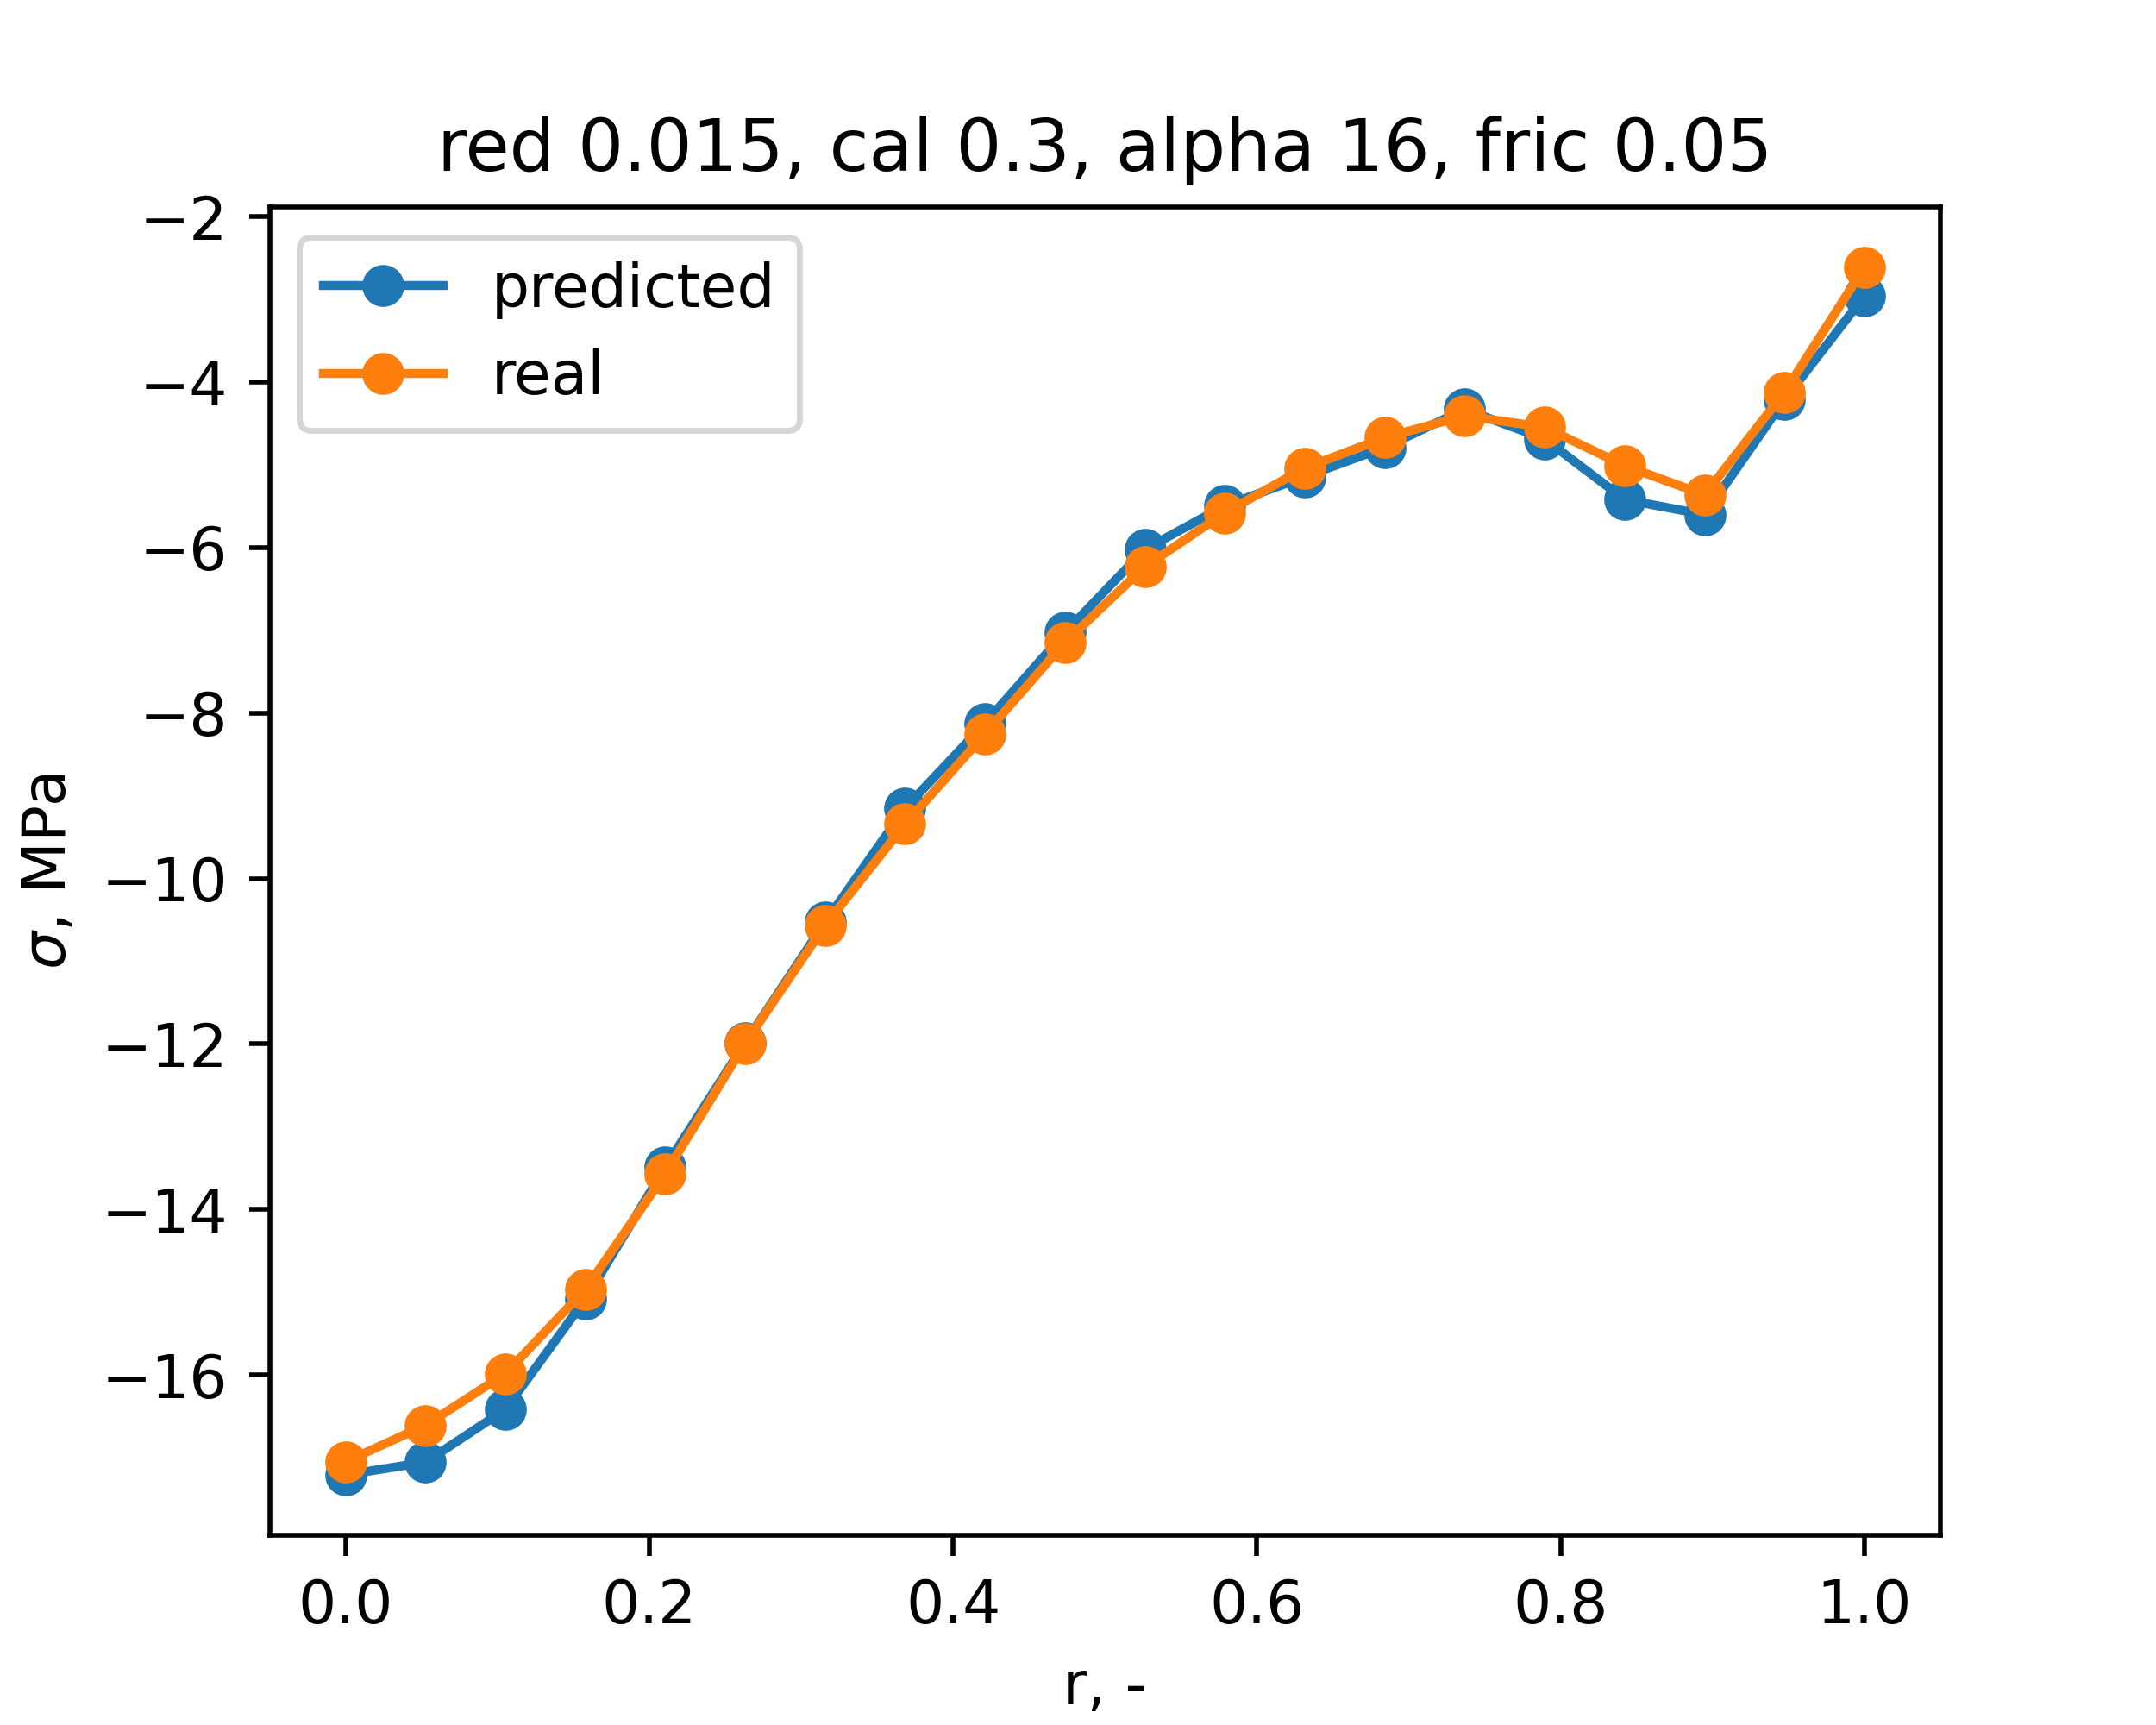 red 0.015, cal 0.3, alpha 16, fric 0.05
predicted
real
−2
−4
−6
−8
−10
−12
−14
−16
σ, MPa
0.0 0.2 0.4 0.6 0.8 1.0
r, -